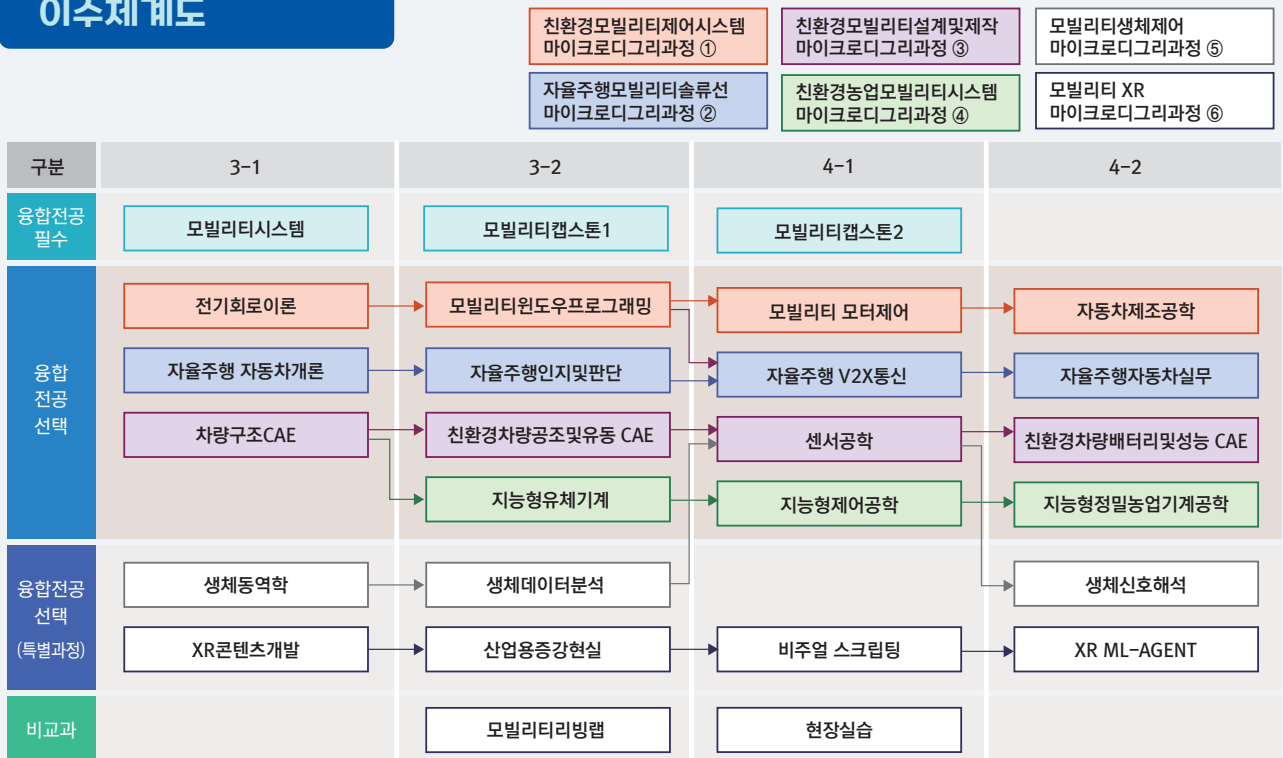 이수체계도
친환경모빌리티제어시스템
마이크로디그리과정 ①
친환경모빌리티설계및제작
마이크로디그리과정 ③
모빌리티생체제어
마이크로디그리과정 ⑤
자율주행모빌리티솔류선
마이크로디그리과정 ②
친환경농업모빌리티시스템
마이크로디그리과정 ④
모빌리티 XR
마이크로디그리과정 ⑥
구분
3-1
3-2
4-1
4-2
융합전공
필수
모빌리티시스템
모빌리티캡스톤1
모빌리티캡스톤2
융합
전공
선택
전기회로이론
모빌리티윈도우프로그래밍
모빌리티 모터제어
자동차제조공학
자율주행 자동차개론
자율주행인지및판단
자율주행 V2X통신
자율주행자동차실무
차량구조CAE
친환경차량공조및유동 CAE
센서공학
친환경차량배터리및성능 CAE
지능형유체기계
지능형제어공학
지능형정밀농업기계공학
융합전공
선택
(특별과정)
생체동역학
생체데이터분석
생체신호해석
XR콘텐츠개발
산업용증강현실
비주얼 스크립팅
XR ML-AGENT
비교과
모빌리티리빙랩
현장실습